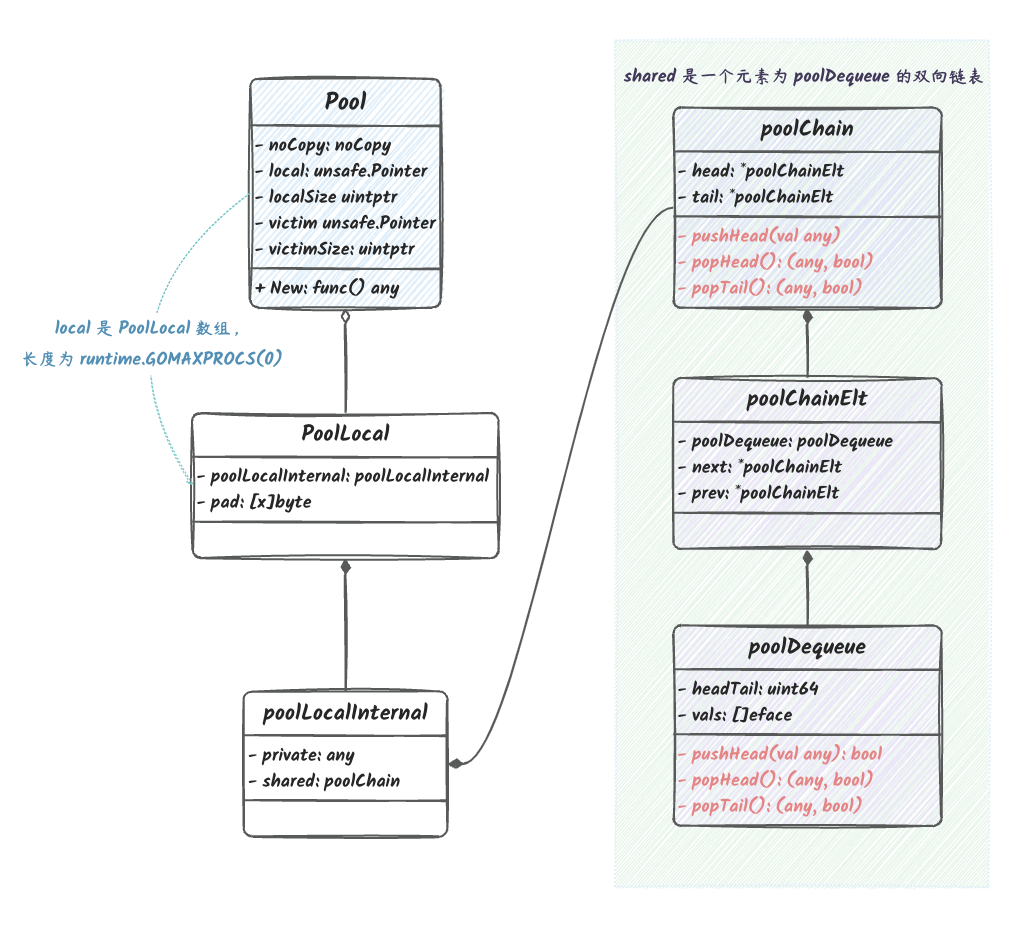 Pool
- noCopy: noCopy
- local: unsafe.Pointer
- localSize uintptr
- victim unsafe.Pointer
- victimSize: uintptr
+ New: func() any
local 是 PoolLocal 数组，
长度为 runtime.GOMAXPROCS(0)
PoolLocal
- poolLocalInternal: poolLocalInternal
- pad: [x]byte
poolLocalInternal
- private: any
- shared: poolChain
shared 是一个元素为 poolDequeue 的双向链表
poolChain
- head: *poolChainElt
- tail: *poolChainElt
- pushHead(val any)
- popHead(): (any, bool)
- popTail(): (any, bool)
poolChainElt
- poolDequeue: poolDequeue
- next: *poolChainElt
- prev: *poolChainElt
poolDequeue
- headTail: uint64
- vals: []eface
- pushHead(val any): bool
- popHead(): (any, bool)
- popTail(): (any, bool)